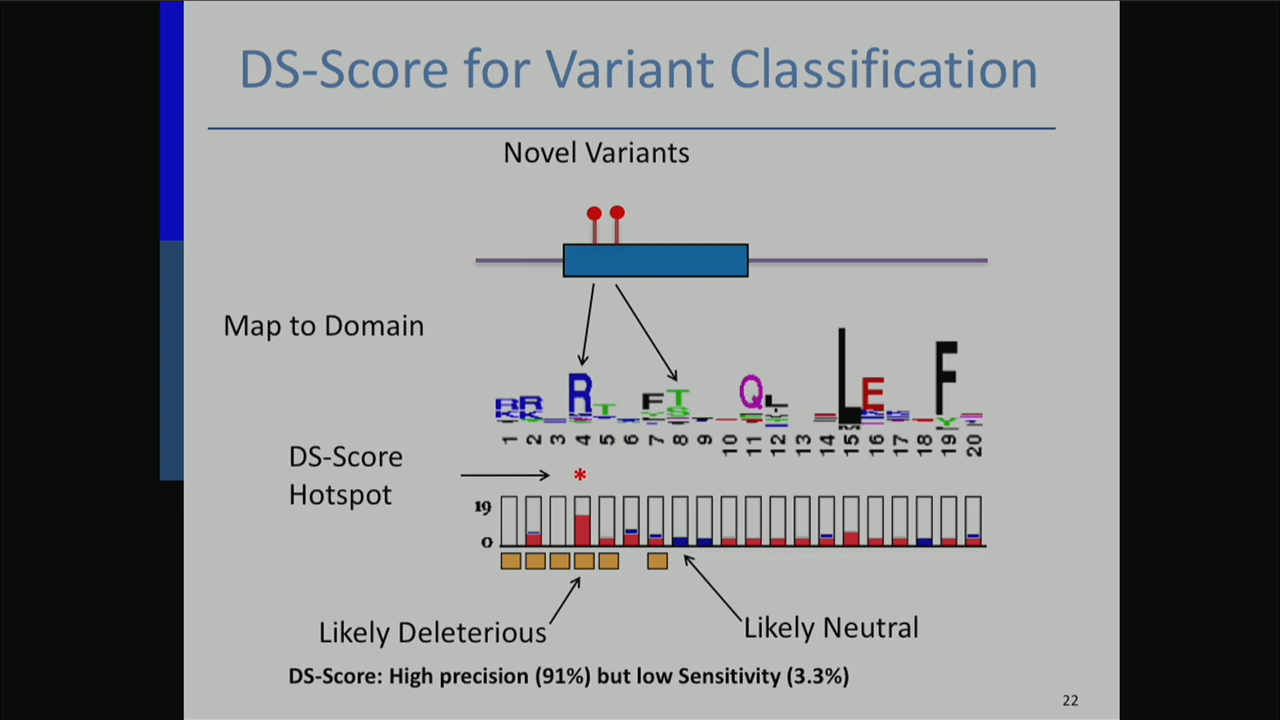 DS-Score for Variant Classification
Novel Variants
Map to Domain
R T F T S Q L L E F Y
1 2 3 4 5 6 7 8 9 10 11 12 13 14 15 16 17 18 19 20
DS-Score
Hotspot
*
19
0
Likely Deleterious
Likely Neutral
DS-Score: High precision (91%) but low Sensitivity (3.3%)
22